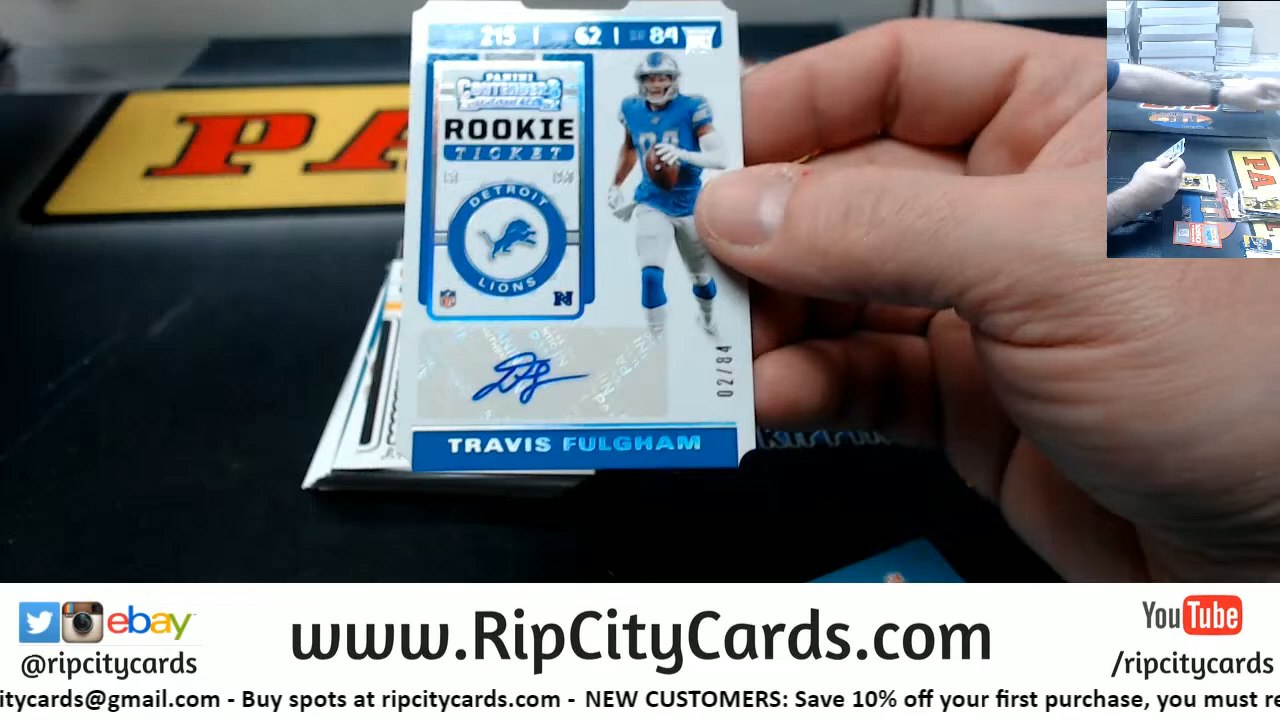 215 | 62 | 84
PANINI
CONTENDERS
ROOKIE
TICKET
DETROIT
LIONS
02/84
TRAVIS FULGHAM
PA
ebay
@ripcitycards
www.RipCityCards.com
YouTube
/ripcitycards
itycards@gmail.com - Buy spots at ripcitycards.com - NEW CUSTOMERS: Save 10% off your first purchase, you must re